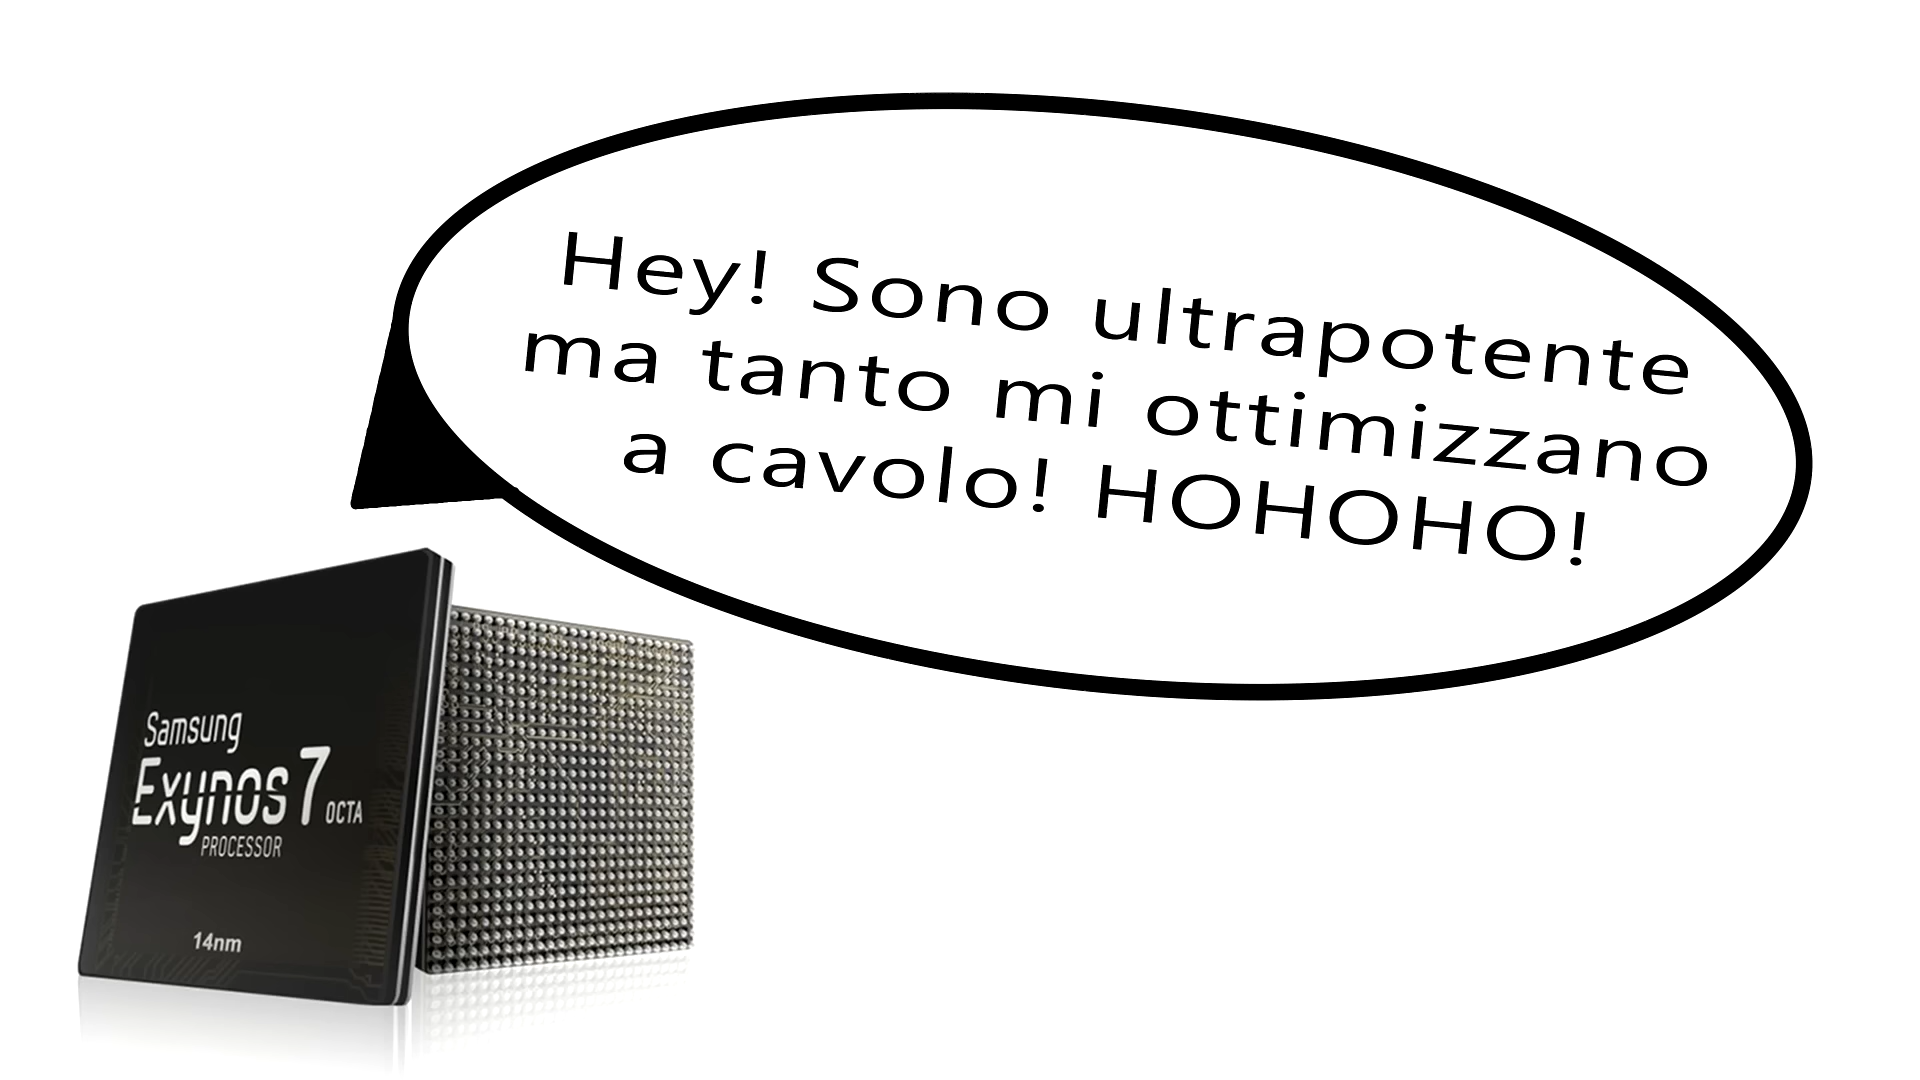 Hey! Sono ultrapotente
ma tanto mi ottimizzano
a cavolo! HOHOHO!
Samsung
Exynos 7 OCTA
PROCESSOR
14nm